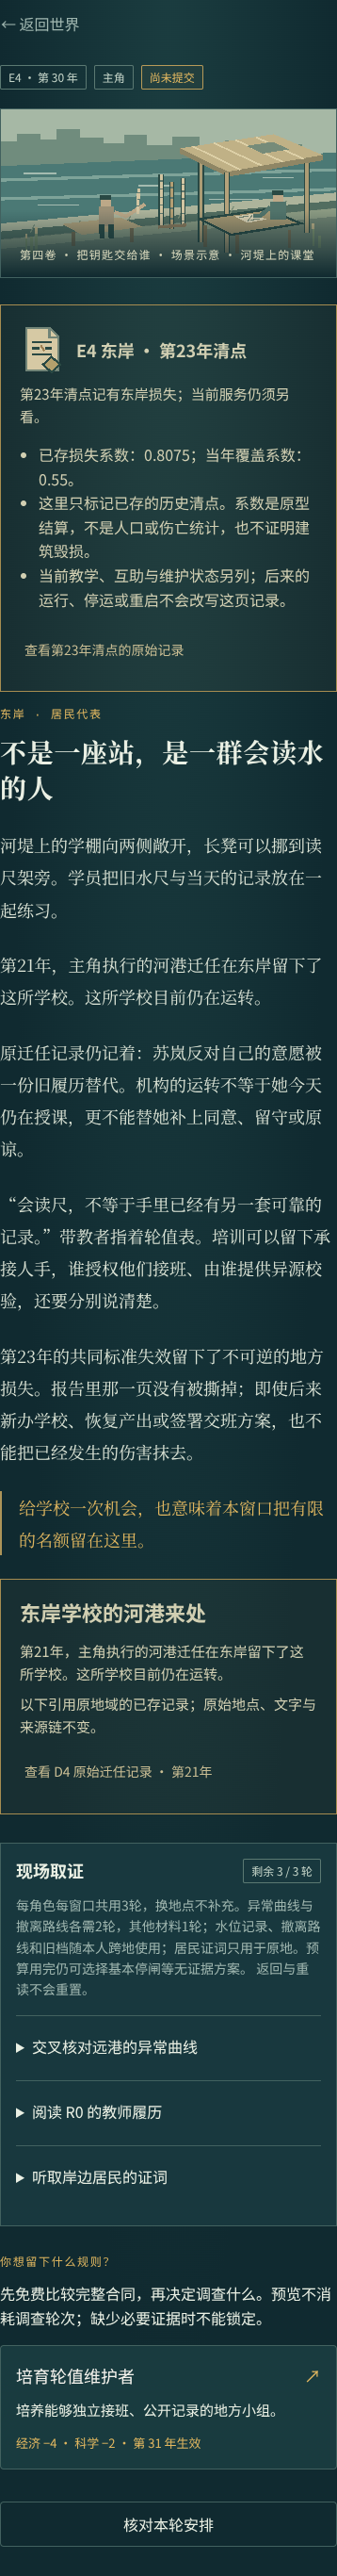 ← 返回世界
E4 · 第 30 年
主角
尚未提交
第四卷 · 把钥匙交给谁 · 场景示意 · 河堤上的课堂
E4 东岸 · 第23年清点
第23年清点记有东岸损失；当前服务仍须另
看。
• 已存损失系数：0.8075；当年覆盖系数：
0.55。
• 这里只标记已存的历史清点。系数是原型
结算，不是人口或伤亡统计，也不证明建
筑毁损。
• 当前教学、互助与维护状态另列；后来的
运行、停运或重启不会改写这页记录。
查看第23年清点的原始记录
东岸 · 居民代表
不是一座站，是一群会读水
的人
河堤上的学棚向两侧敞开，长凳可以挪到读
尺架旁。学员把旧水尺与当天的记录放在一
起练习。
第21年，主角执行的河港迁任在东岸留下了
这所学校。这所学校目前仍在运转。
原迁任记录仍记着：苏岚反对自己的意愿被
一份旧履历替代。机构的运转不等于她今天
仍在授课，更不能替她补上同意、留守或原
谅。
“会读尺，不等于手里已经有另一套可靠的
记录。”带教者指着轮值表。培训可以留下承
接人手，谁授权他们接班、由谁提供异源校
验，还要分别说清楚。
第23年的共同标准失效留下了不可逆的地方
损失。报告里那一页没有被撕掉；即使后来
新办学校、恢复产出或签署交班方案，也不
能把已经发生的伤害抹去。
给学校一次机会，也意味着本窗口把有限
的名额留在这里。
东岸学校的河港来处
第21年，主角执行的河港迁任在东岸留下了这
所学校。这所学校目前仍在运转。
以下引用原地域的已存记录；原始地点、文字与
来源链不变。
查看 D4 原始迁任记录 · 第21年
现场取证
剩余 3 / 3 轮
每角色每窗口共用3轮，换地点不补充。异常曲线与
撤离路线各需2轮，其他材料1轮；水位记录、撤离路
线和旧档随本人跨地使用；居民证词只用于原地。预
算用完仍可选择基本停闸等无证据方案。 返回与重
读不会重置。
▶ 交叉核对远港的异常曲线
▶ 阅读 R0 的教师履历
▶ 听取岸边居民的证词
你想留下什么规则？
先免费比较完整合同，再决定调查什么。预览不消
耗调查轮次；缺少必要证据时不能锁定。
培育轮值维护者 ↗
培养能够独立接班、公开记录的地方小组。
经济 −4 · 科学 −2 · 第 31 年生效
核对本轮安排